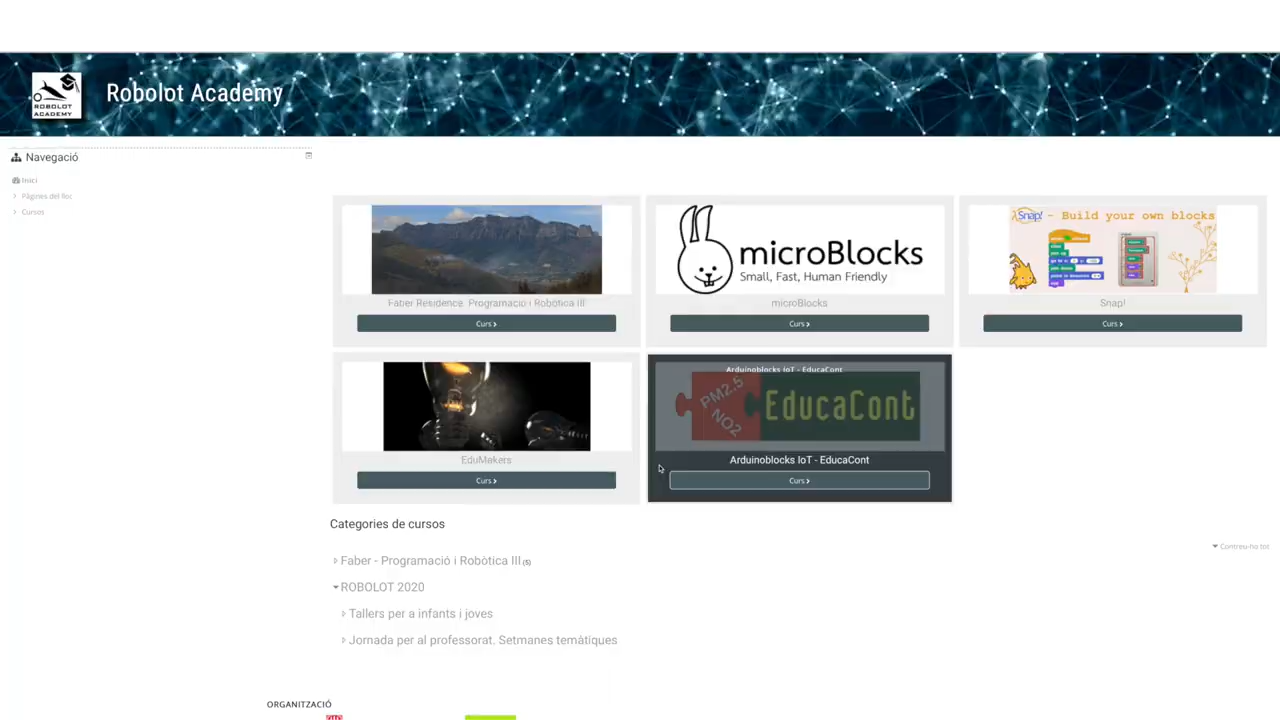 ROBOLOT
ACADEMY
Robolot Academy
Navegació
Inici
Pàgines del lloc
Cursos
Faber Residence. Programació i Robòtica III
Curs
microBlocks
Small, Fast, Human Friendly
microBlocks
Curs
Snap! - Build your own blocks
Snap!
Curs
EduMakers
Curs
Arduinoblocks IoT - EducaCont
PM2.5
NO2
EducaCont
Arduinoblocks IoT - EducaCont
Curs
Categories de cursos
Contreu-ho tot
Faber - Programació i Robòtica III (5)
ROBOLOT 2020
Tallers per a infants i joves
Jornada per al professorat. Setmanes temàtiques
ORGANITZACIÓ